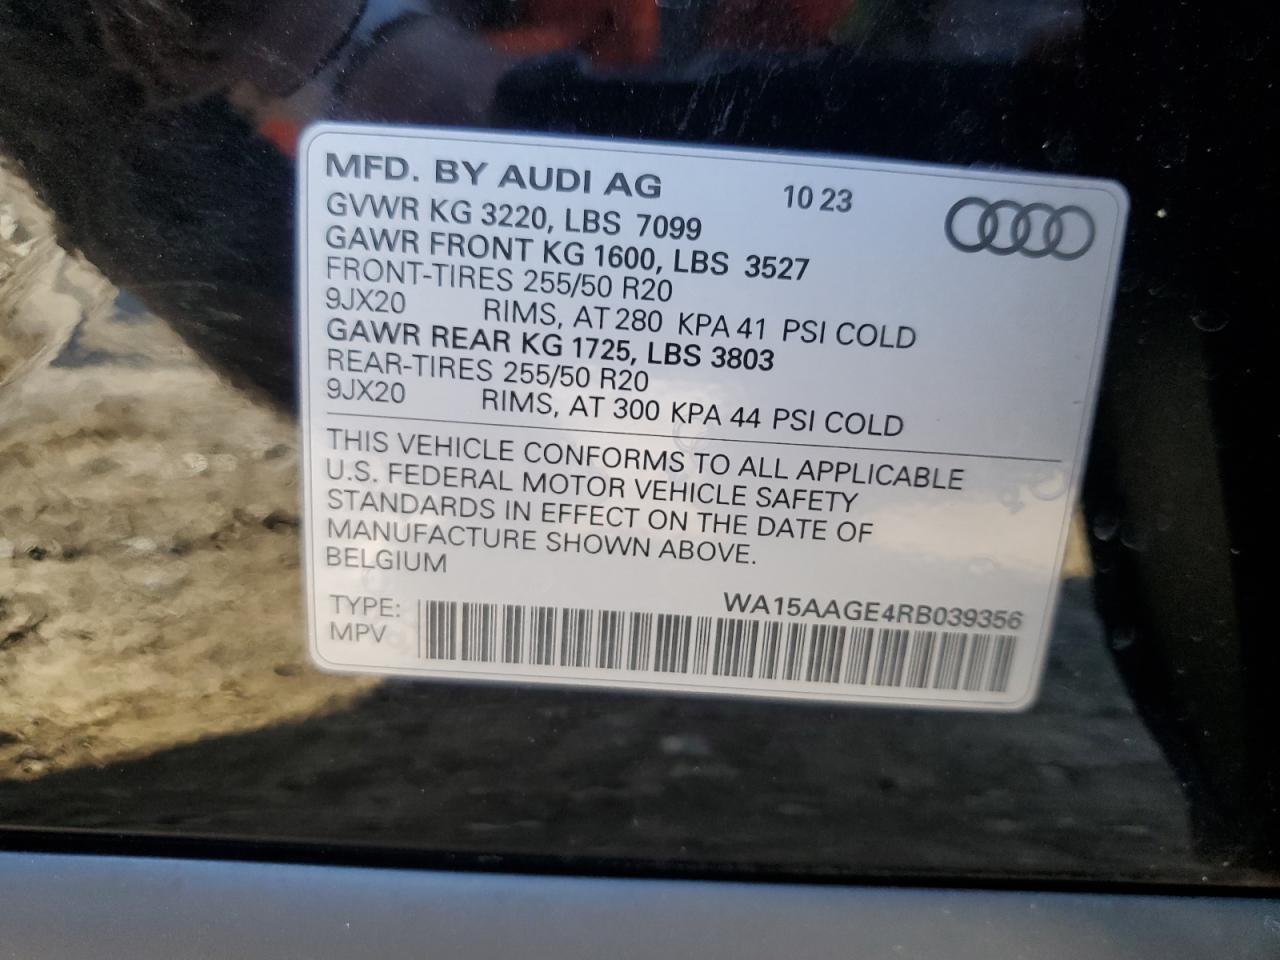 MFD. BY AUDI AG 10 23
GVWR KG 3220, LBS 7099
GAWR FRONT KG 1600, LBS 3527
FRONT-TIRES 255/50 R20
9JX20 RIMS, AT 280 KPA 41 PSI COLD
GAWR REAR KG 1725, LBS 3803
REAR-TIRES 255/50 R20
9JX20 RIMS, AT 300 KPA 44 PSI COLD
THIS VEHICLE CONFORMS TO ALL APPLICABLE
U.S. FEDERAL MOTOR VEHICLE SAFETY
STANDARDS IN EFFECT ON THE DATE OF
MANUFACTURE SHOWN ABOVE.
BELGIUM
WA15AAGE4RB039356
TYPE:
MPV